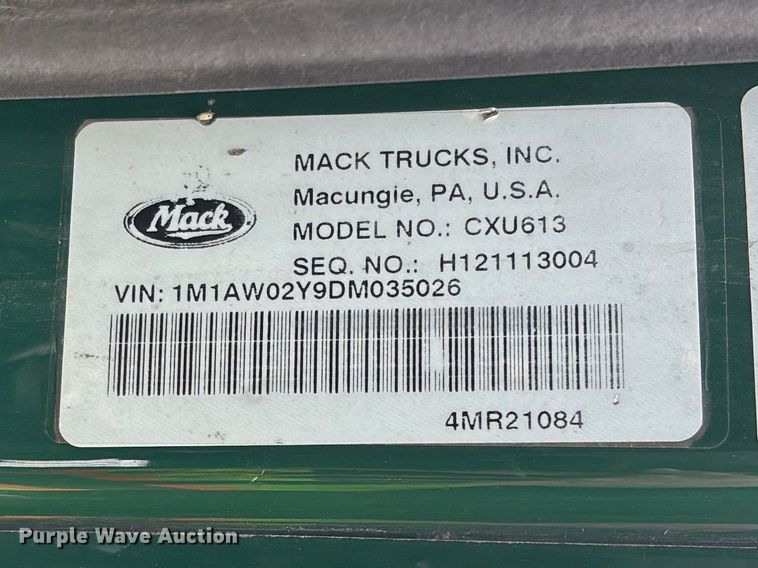 MACK TRUCKS, INC.
Macungie, PA, U.S.A.
Mack
MODEL NO.: CXU613
SEQ. NO.: H121113004
VIN: 1M1AW02Y9DM035026
4MR21084
Purple Wave Auction